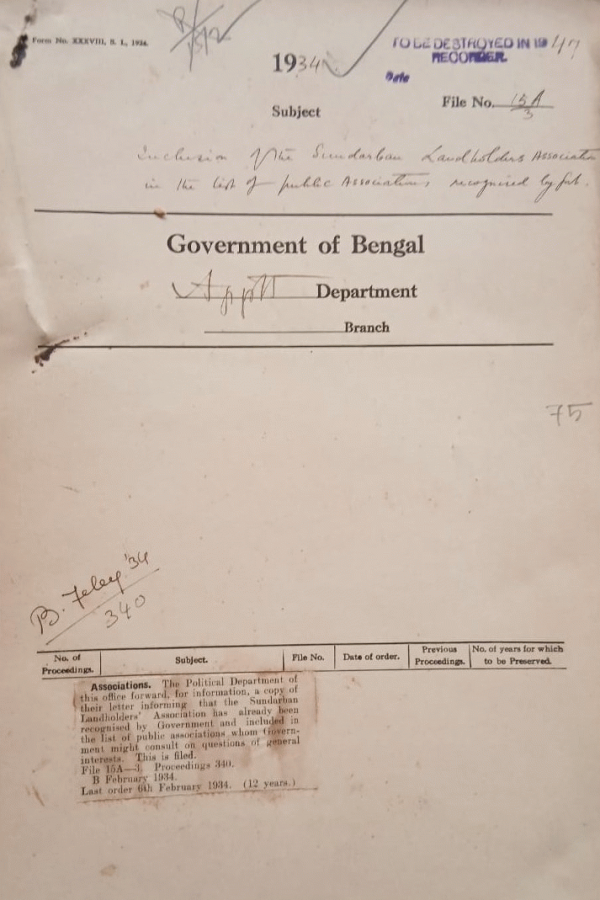 Form No. XXXVIII, S. I., 1934.
B/512
TO BE DESTROYED IN 1947
RECORDER.
Date
1934
File No. 15A/3
Subject
Inclusion of the Sundarban Landholders Association
in the list of public Associations, recognised by Govt.
Government of Bengal
Apptt Department
Branch
75
B. Feby '34
340
No. of Proceedings. Subject. File No. Date of order. Previous Proceedings. No. of years for which to be Preserved.
Associations. The Political Department of
this office forward, for information, a copy of
their letter informing that the Sundarban
Landholders' Association has already been
recognised by Government and included in
the list of public associations whom Govern-
ment might consult on questions of general
interests. This is filed.
File 15A—3. Proceedings 340.
B February 1934.
Last order 6th February 1934. (12 years.)